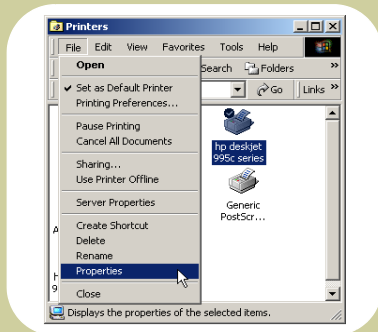 Printers
File Edit View Favorites Tools Help
Search Folders »
Go Links »
Open
Set as Default Printer
Printing Preferences...
Pause Printing
Cancel All Documents
Sharing...
Use Printer Offline
Server Properties
Create Shortcut
Delete
Rename
Properties
Close
hp deskjet
995c series
Generic
PostScr...
Displays the properties of the selected items.